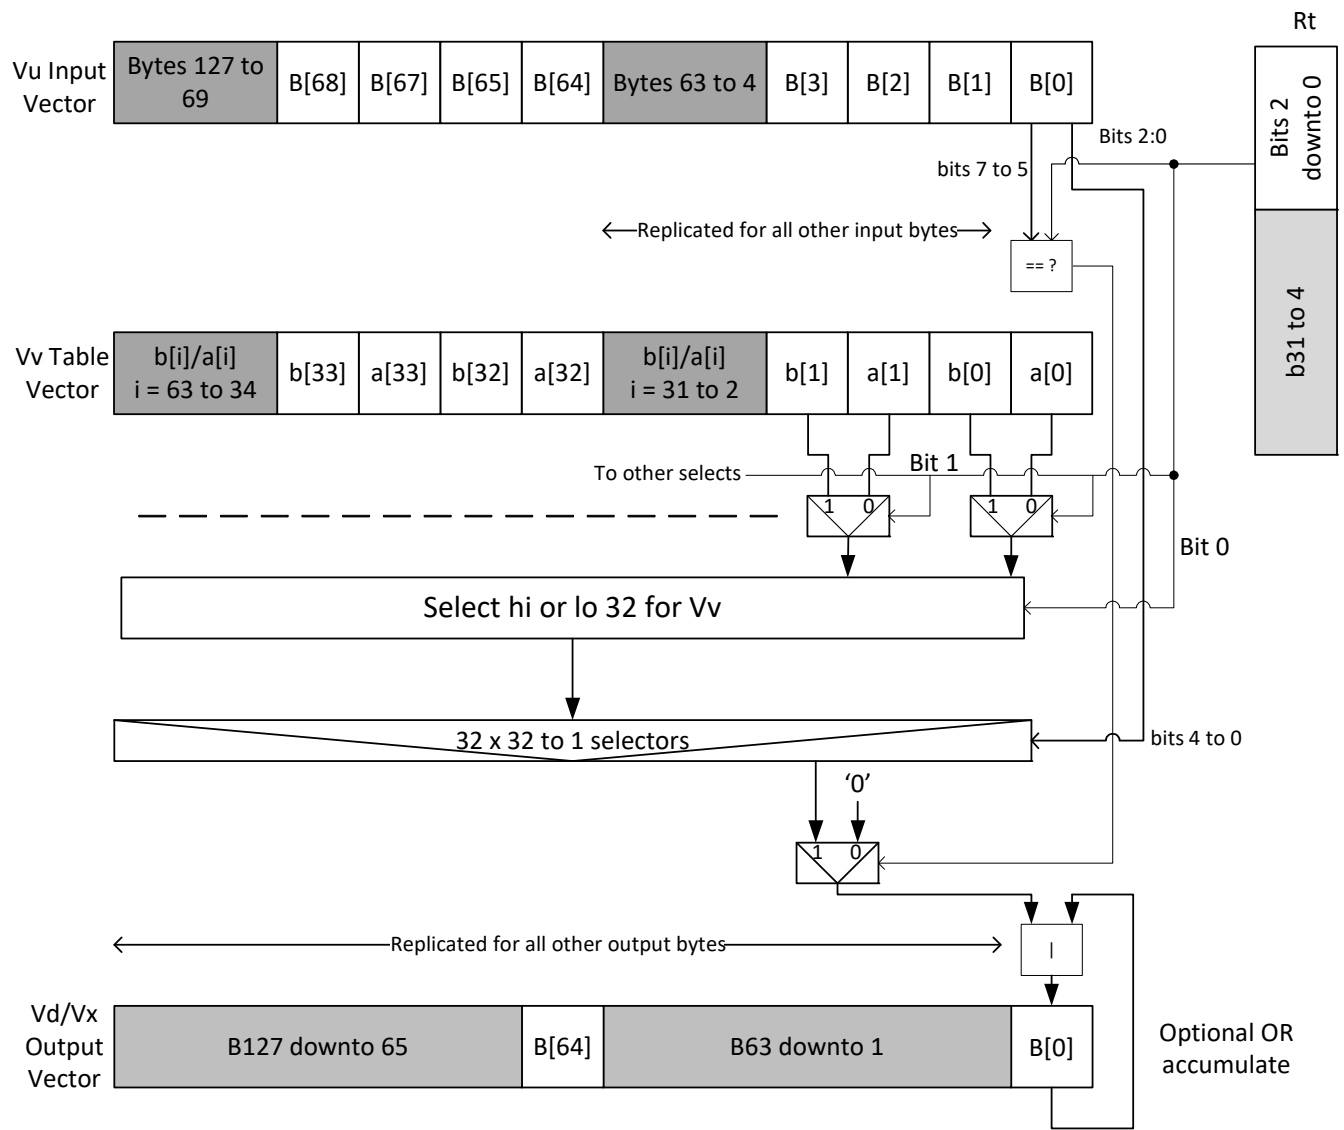 Rt
Vu Input
Vector
Bytes 127 to
69
B[68]
B[67]
B[65]
B[64]
Bytes 63 to 4
B[3]
B[2]
B[1]
B[0]
Bits 2
downto 0
Bits 2:0
bits 7 to 5
Replicated for all other input bytes
== ?
b31 to 4
Vv Table
Vector
b[i]/a[i]
i = 63 to 34
b[33]
a[33]
b[32]
a[32]
b[i]/a[i]
i = 31 to 2
b[1]
a[1]
b[0]
a[0]
To other selects
Bit 1
1 0
1 0
Bit 0
Select hi or lo 32 for Vv
32 x 32 to 1 selectors
bits 4 to 0
‘0’
1 0
Replicated for all other output bytes
|
Vd/Vx
Output
Vector
B127 downto 65
B[64]
B63 downto 1
B[0]
Optional OR
accumulate